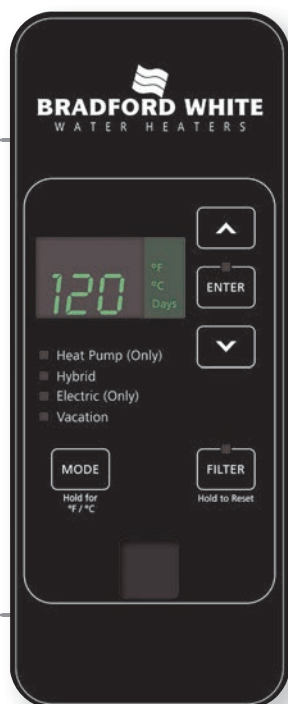 BRADFORD WHITE
WATER HEATERS
120
°F
°C
Days
ENTER
Heat Pump (Only)
Hybrid
Electric (Only)
Vacation
MODE
Hold for
°F / °C
FILTER
Hold to Reset